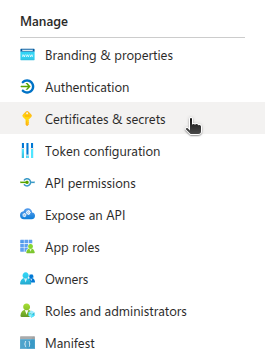 Manage
Branding & properties
Authentication
Certificates & secrets
Token configuration
API permissions
Expose an API
App roles
Owners
Roles and administrators
Manifest